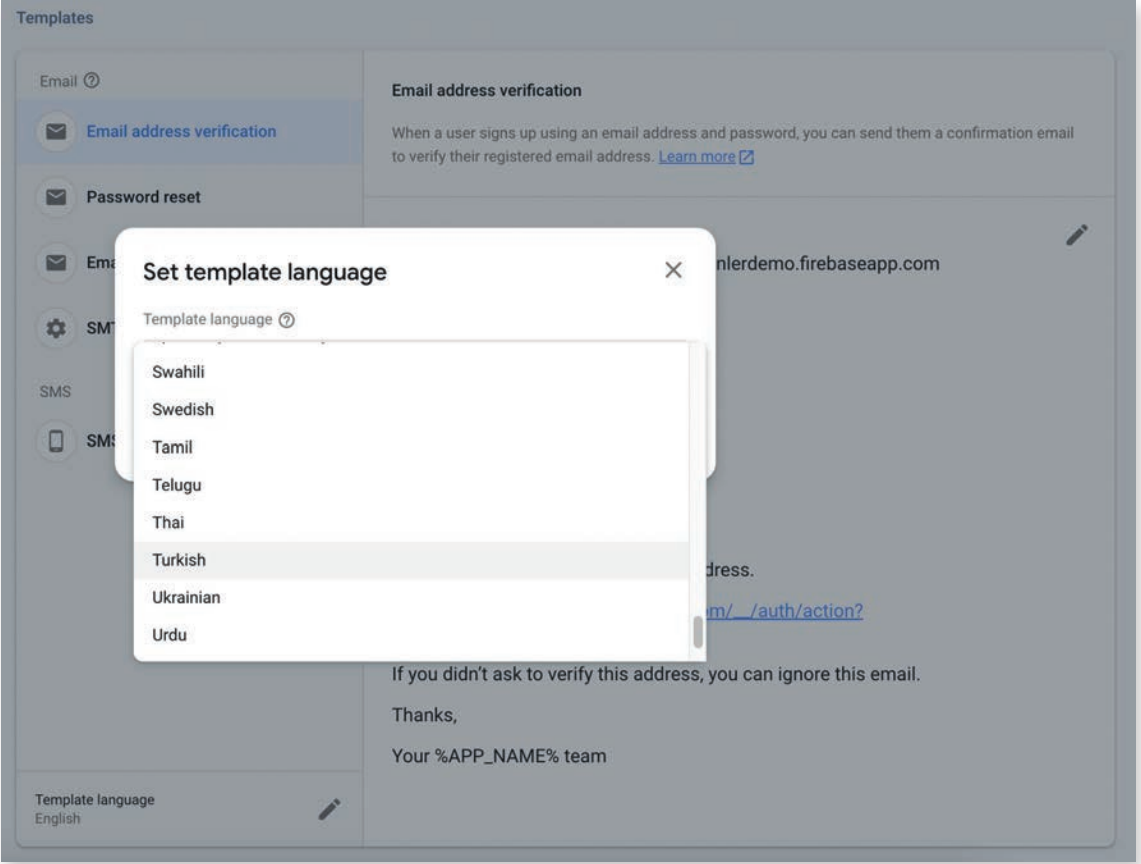 Templates
Email
Email address verification
Password reset
Ema
SMT
SMS
SMS
Template language
English
Email address verification
When a user signs up using an email address and password, you can send them a confirmation email
to verify their registered email address. Learn more
nlerdemo.firebaseapp.com
dress.
om/__/auth/action?
If you didn't ask to verify this address, you can ignore this email.
Thanks,
Your %APP_NAME% team
Set template language
Template language
Swahili
Swedish
Tamil
Telugu
Thai
Turkish
Ukrainian
Urdu